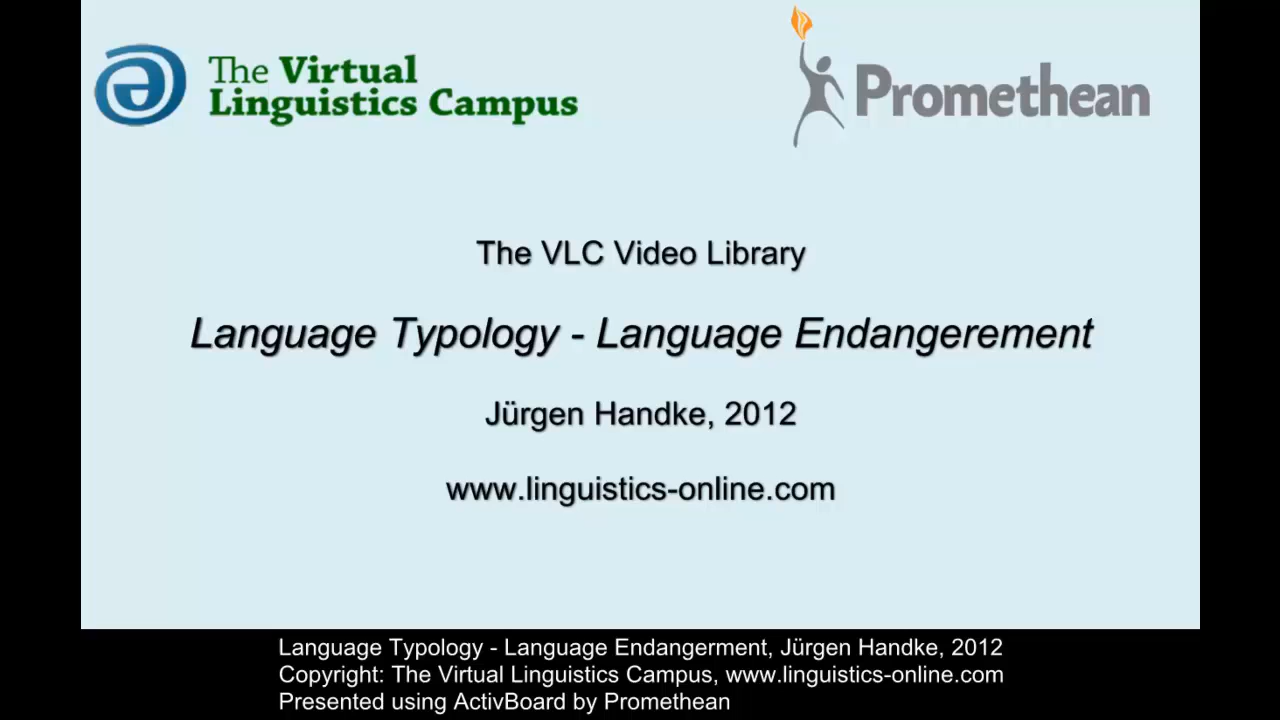 The Virtual
Linguistics Campus
Promethean
The VLC Video Library
Language Typology - Language Endangerement
Jürgen Handke, 2012
www.linguistics-online.com
Language Typology - Language Endangerment, Jürgen Handke, 2012
Copyright: The Virtual Linguistics Campus, www.linguistics-online.com
Presented using ActivBoard by Promethean